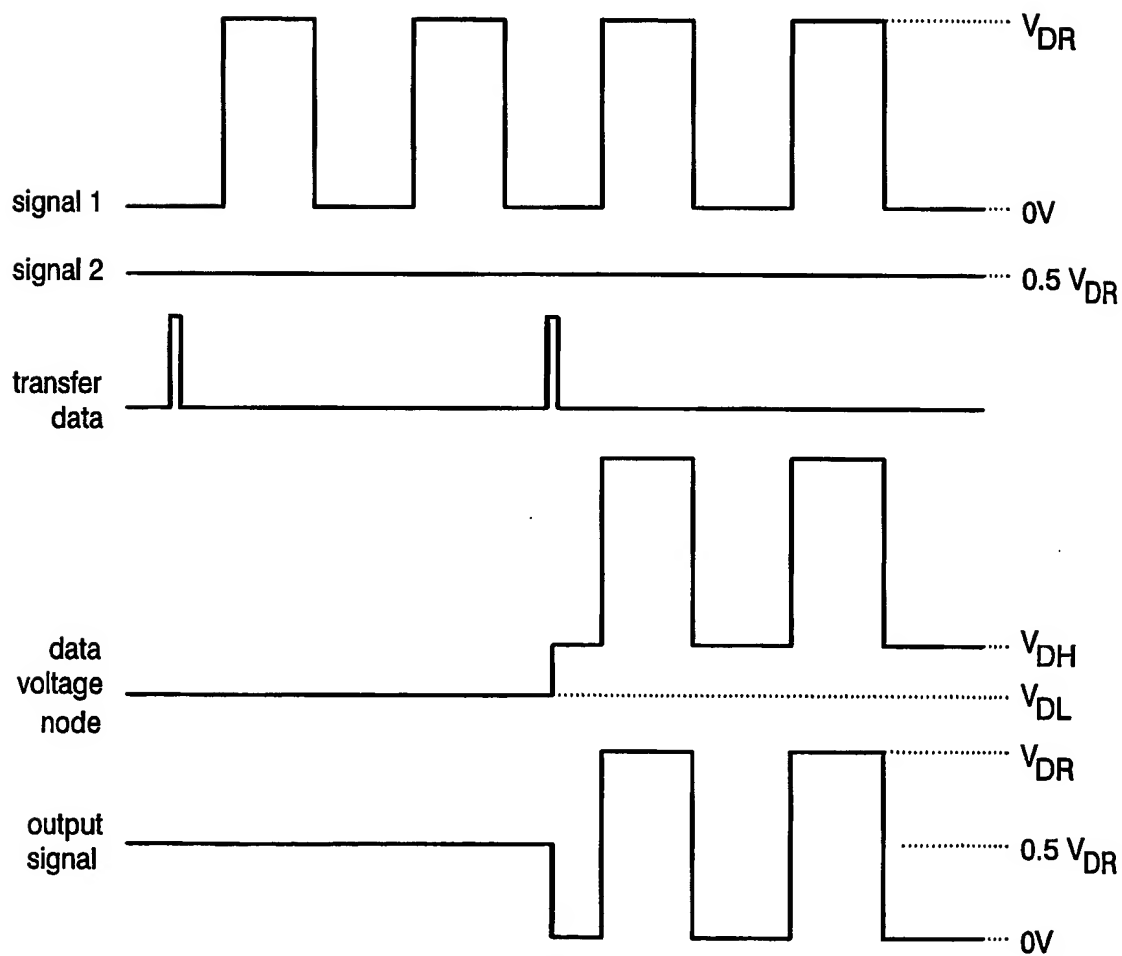 V_DR
signal 1
0V
signal 2
0.5 V_DR
transfer
data
data
voltage
node
V_DH
V_DL
V_DR
output
signal
0.5 V_DR
0V